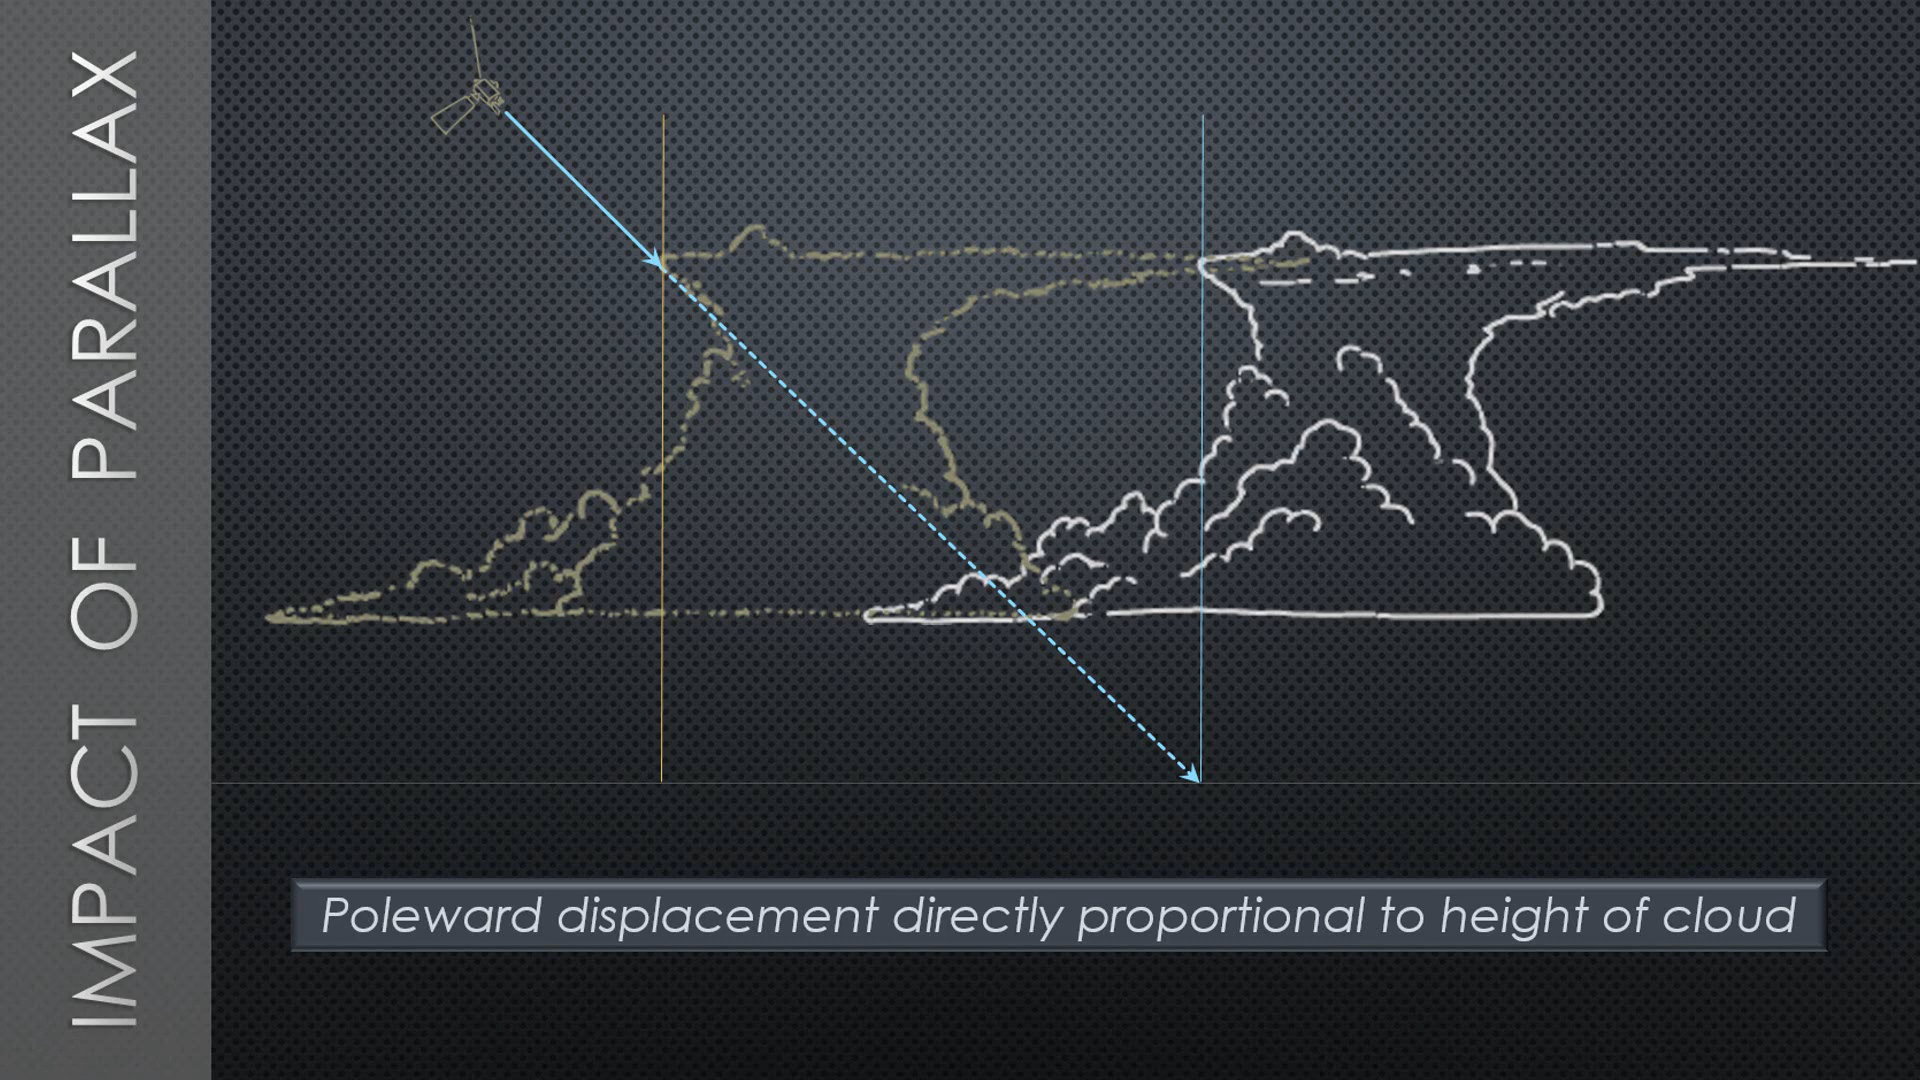 IMPACT OF PARALLAX
Poleward displacement directly proportional to height of cloud